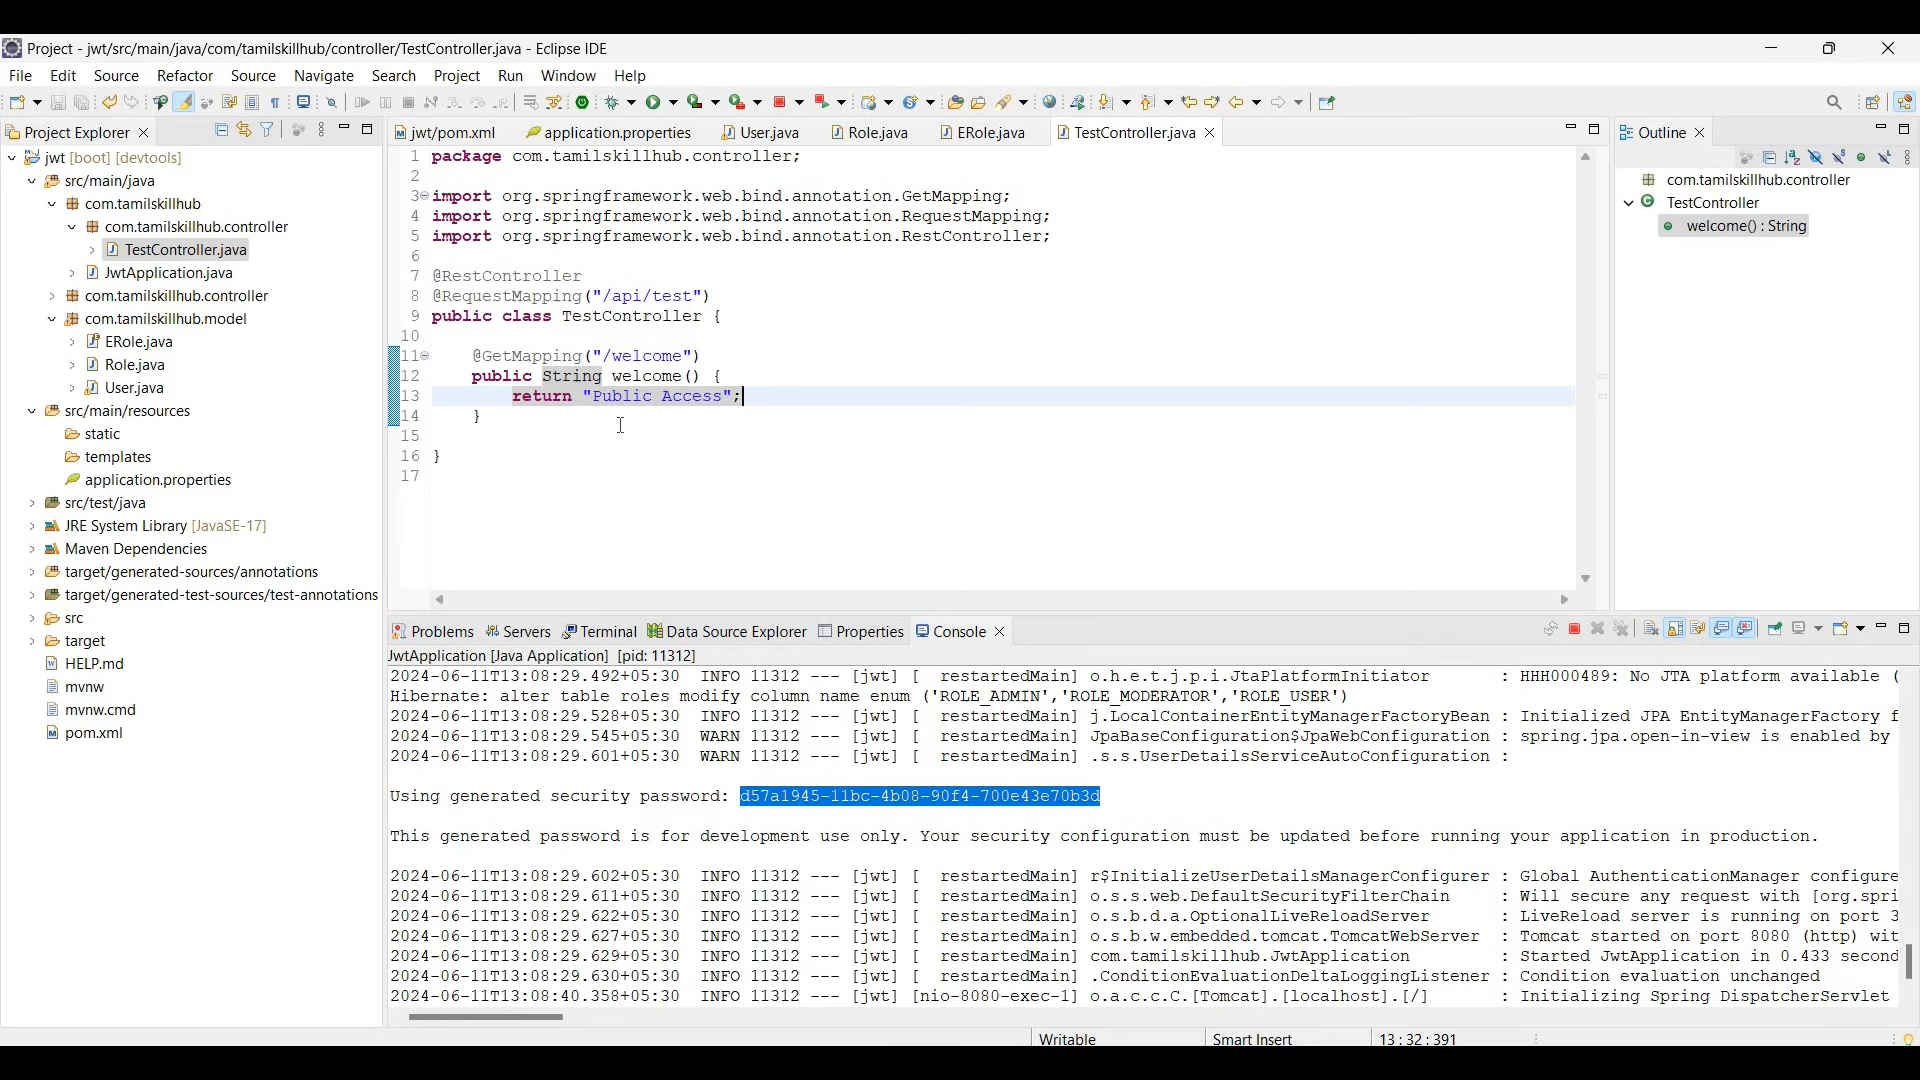 Project - jwt/src/main/java/com/tamilskillhub/controller/TestController.java - Eclipse IDE
File Edit Source Refactor Source Navigate Search Project Run Window Help
Project Explorer
jwt [boot] [devtools]
src/main/java
com.tamilskillhub
com.tamilskillhub.controller
TestController.java
JwtApplication.java
com.tamilskillhub.controller
com.tamilskillhub.model
ERole.java
Role.java
User.java
src/main/resources
static
templates
application.properties
src/test/java
JRE System Library [JavaSE-17]
Maven Dependencies
target/generated-sources/annotations
target/generated-test-sources/test-annotations
src
target
HELP.md
mvnw
mvnw.cmd
pom.xml
jwt/pom.xml application.properties User.java Role.java ERole.java TestController.java
1 package com.tamilskillhub.controller;
2
3 import org.springframework.web.bind.annotation.GetMapping;
4 import org.springframework.web.bind.annotation.RequestMapping;
5 import org.springframework.web.bind.annotation.RestController;
6
7 @RestController
8 @RequestMapping("/api/test")
9 public class TestController {
10
11 @GetMapping("/welcome")
12 public String welcome() {
13 return "Public Access";
14 }
15
16 }
17
Outline
com.tamilskillhub.controller
TestController
welcome() : String
Problems Servers Terminal Data Source Explorer Properties Console
JwtApplication [Java Application] [pid: 11312]
2024-06-11T13:08:29.492+05:30 INFO 11312 --- [jwt] [ restartedMain] o.h.e.t.j.p.i.JtaPlatformInitiator : HHH000489: No JTA platform available (
Hibernate: alter table roles modify column name enum ('ROLE_ADMIN','ROLE_MODERATOR','ROLE_USER')
2024-06-11T13:08:29.528+05:30 INFO 11312 --- [jwt] [ restartedMain] j.LocalContainerEntityManagerFactoryBean : Initialized JPA EntityManagerFactory f
2024-06-11T13:08:29.545+05:30 WARN 11312 --- [jwt] [ restartedMain] JpaBaseConfiguration$JpaWebConfiguration : spring.jpa.open-in-view is enabled by
2024-06-11T13:08:29.601+05:30 WARN 11312 --- [jwt] [ restartedMain] .s.s.UserDetailsServiceAutoConfiguration :
Using generated security password: d57a1945-11bc-4b08-90f4-700e43e70b3d
This generated password is for development use only. Your security configuration must be updated before running your application in production.
2024-06-11T13:08:29.602+05:30 INFO 11312 --- [jwt] [ restartedMain] r$InitializeUserDetailsManagerConfigurer : Global AuthenticationManager configure
2024-06-11T13:08:29.611+05:30 INFO 11312 --- [jwt] [ restartedMain] o.s.s.web.DefaultSecurityFilterChain : Will secure any request with [org.spri
2024-06-11T13:08:29.622+05:30 INFO 11312 --- [jwt] [ restartedMain] o.s.b.d.a.OptionalLiveReloadServer : LiveReload server is running on port 3
2024-06-11T13:08:29.627+05:30 INFO 11312 --- [jwt] [ restartedMain] o.s.b.w.embedded.tomcat.TomcatWebServer : Tomcat started on port 8080 (http) wit
2024-06-11T13:08:29.629+05:30 INFO 11312 --- [jwt] [ restartedMain] com.tamilskillhub.JwtApplication : Started JwtApplication in 0.433 second
2024-06-11T13:08:29.630+05:30 INFO 11312 --- [jwt] [ restartedMain] .ConditionEvaluationDeltaLoggingListener : Condition evaluation unchanged
2024-06-11T13:08:40.358+05:30 INFO 11312 --- [jwt] [nio-8080-exec-1] o.a.c.c.C.[Tomcat].[localhost].[/] : Initializing Spring DispatcherServlet
Writable Smart Insert 13 : 32 : 391